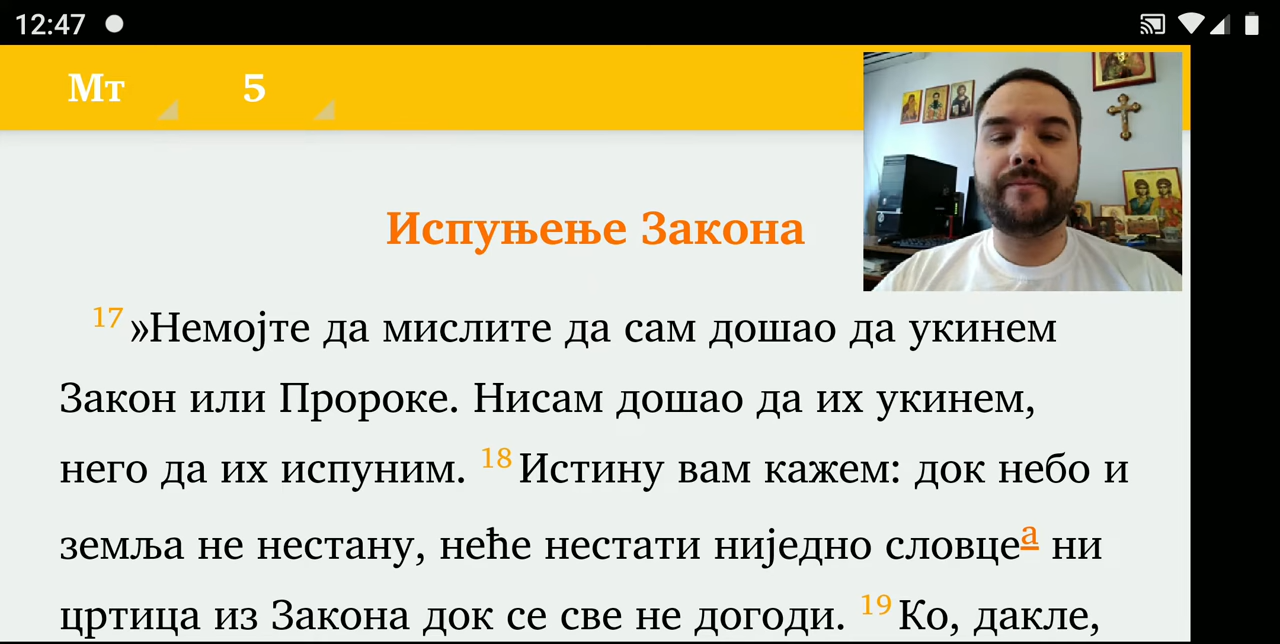 12:47
Мт 5
Испуњење Закона
17 »Немојте да мислите да сам дошао да укинем
Закон или Пророке. Нисам дошао да их укинем,
него да их испуним. 18 Истину вам кажем: док небо и
земља не нестану, неће нестати ниједно словце а ни
цртица из Закона док се све не догоди. 19 Ко, дакле,